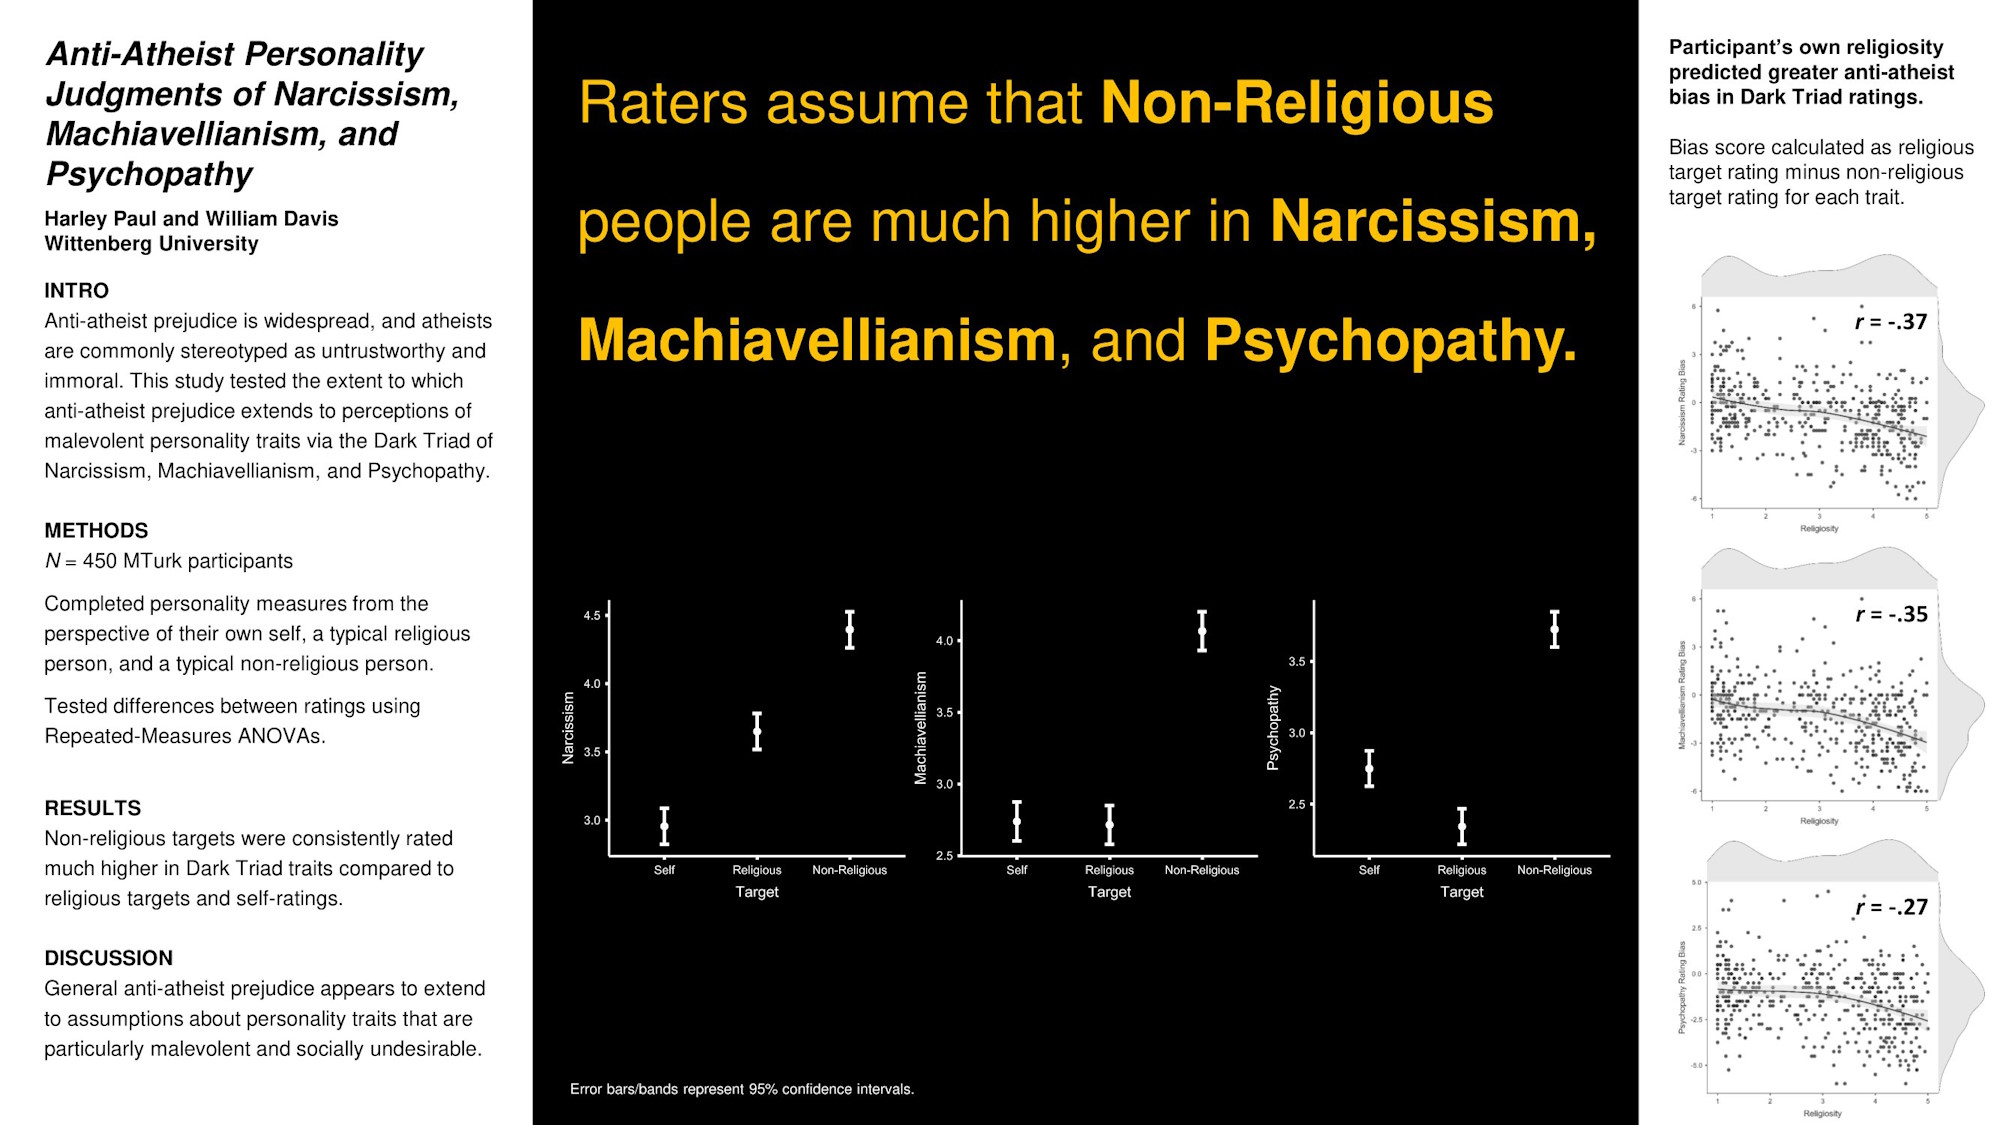 Anti-Atheist Personality
Judgments of Narcissism,
Machiavellianism, and
Psychopathy
Harley Paul and William Davis
Wittenberg University
INTRO
Anti-atheist prejudice is widespread, and atheists
are commonly stereotyped as untrustworthy and
immoral. This study tested the extent to which
anti-atheist prejudice extends to perceptions of
malevolent personality traits via the Dark Triad of
Narcissism, Machiavellianism, and Psychopathy.
METHODS
N = 450 MTurk participants
Completed personality measures from the
perspective of their own self, a typical religious
person, and a typical non-religious person.
Tested differences between ratings using
Repeated-Measures ANOVAs.
RESULTS
Non-religious targets were consistently rated
much higher in Dark Triad traits compared to
religious targets and self-ratings.
DISCUSSION
General anti-atheist prejudice appears to extend
to assumptions about personality traits that are
particularly malevolent and socially undesirable.
Raters assume that Non-Religious
people are much higher in Narcissism,
Machiavellianism, and Psychopathy.
Narcissism
4.5
4.0
3.5
3.0
Self Religious Non-Religious
Target
Machiavellianism
4.0
3.5
3.0
2.5
Self Religious Non-Religious
Target
Psychopathy
3.5
3.0
2.5
Self Religious Non-Religious
Target
Error bars/bands represent 95% confidence intervals.
Participant's own religiosity
predicted greater anti-atheist
bias in Dark Triad ratings.
Bias score calculated as religious
target rating minus non-religious
target rating for each trait.
r = -.37
Narcissism Rating Bias
6
3
0
-3
-6
1 2 3 4 5
Religiosity
r = -.35
Machiavellianism Rating Bias
6
3
0
-3
-6
1 2 3 4 5
Religiosity
r = -.27
Psychopathy Rating Bias
5.0
2.5
0.0
-2.5
-5.0
1 2 3 4 5
Religiosity